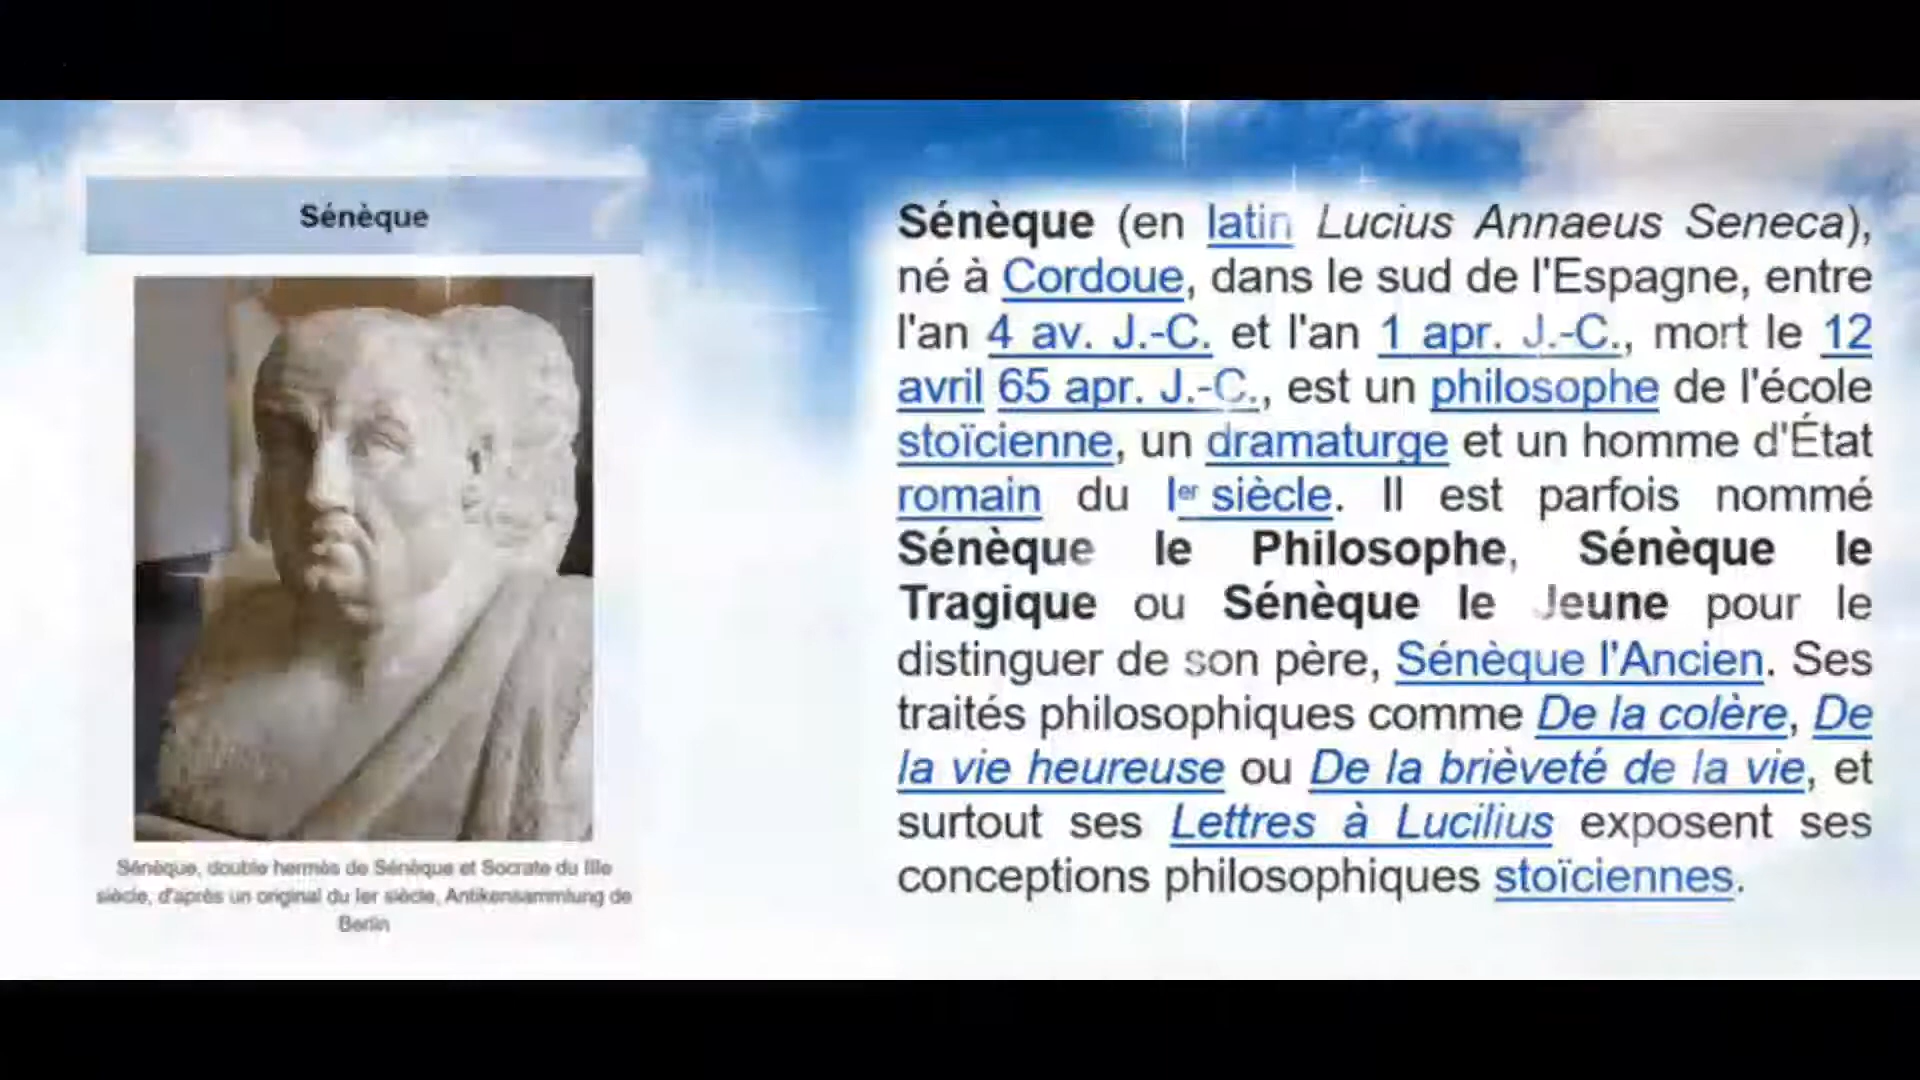 Sénèque
Sénèque, double hermès de Sénèque et Socrate du IIIe
siècle, d'après un original du Ier siècle, Antikensammlung de
Berlin
Sénèque (en latin Lucius Annaeus Seneca),
né à Cordoue, dans le sud de l'Espagne, entre
l'an 4 av. J.-C. et l'an 1 apr. J.-C., mort le 12
avril 65 apr. J.-C., est un philosophe de l'école
stoïcienne, un dramaturge et un homme d'État
romain du Ier siècle. Il est parfois nommé
Sénèque le Philosophe, Sénèque le
Tragique ou Sénèque le Jeune pour le
distinguer de son père, Sénèque l'Ancien. Ses
traités philosophiques comme De la colère, De
la vie heureuse ou De la brièveté de la vie, et
surtout ses Lettres à Lucilius exposent ses
conceptions philosophiques stoïciennes.